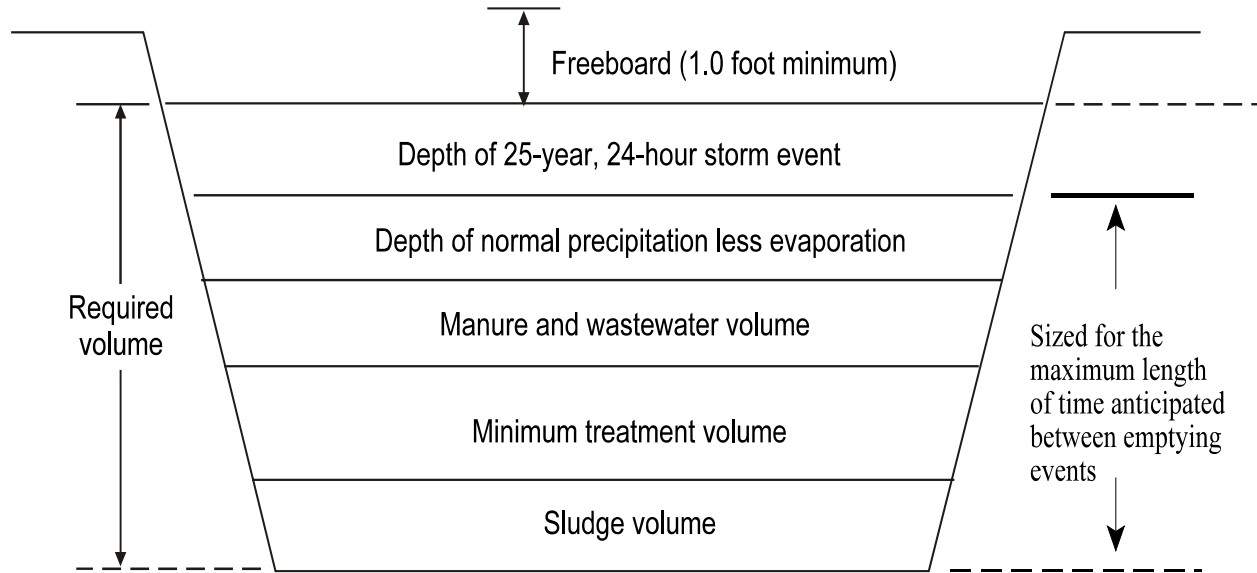 Freeboard (1.0 foot minimum)
Depth of 25-year, 24-hour storm event
Depth of normal precipitation less evaporation
Required
volume
Manure and wastewater volume
Sized for the
maximum length
of time anticipated
between emptying
events
Minimum treatment volume
Sludge volume